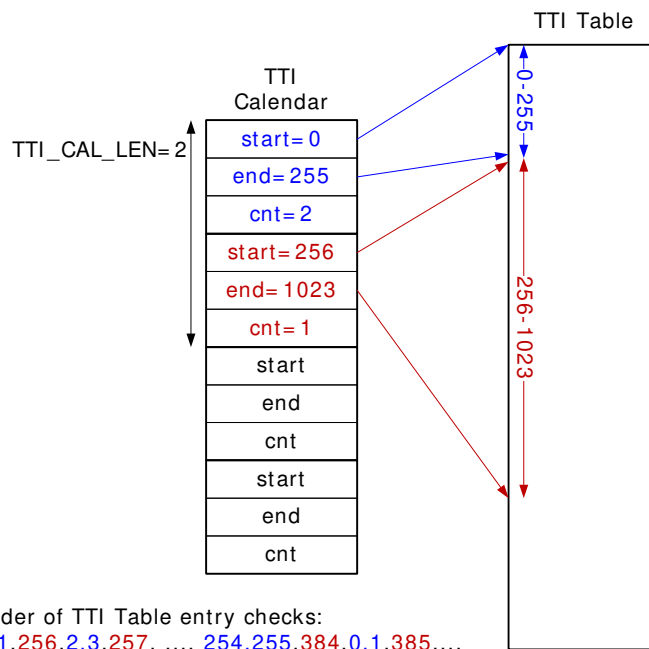 TTI Table
TTI
Calendar
TTI_CAL_LEN=2
start=0
end=255
cnt=2
start=256
end=1023
cnt=1
start
end
cnt
start
end
cnt
0-255
256-1023
der of TTI Table entry checks:
1,256,2,3,257, .... 254,255,384,0,1,385,...